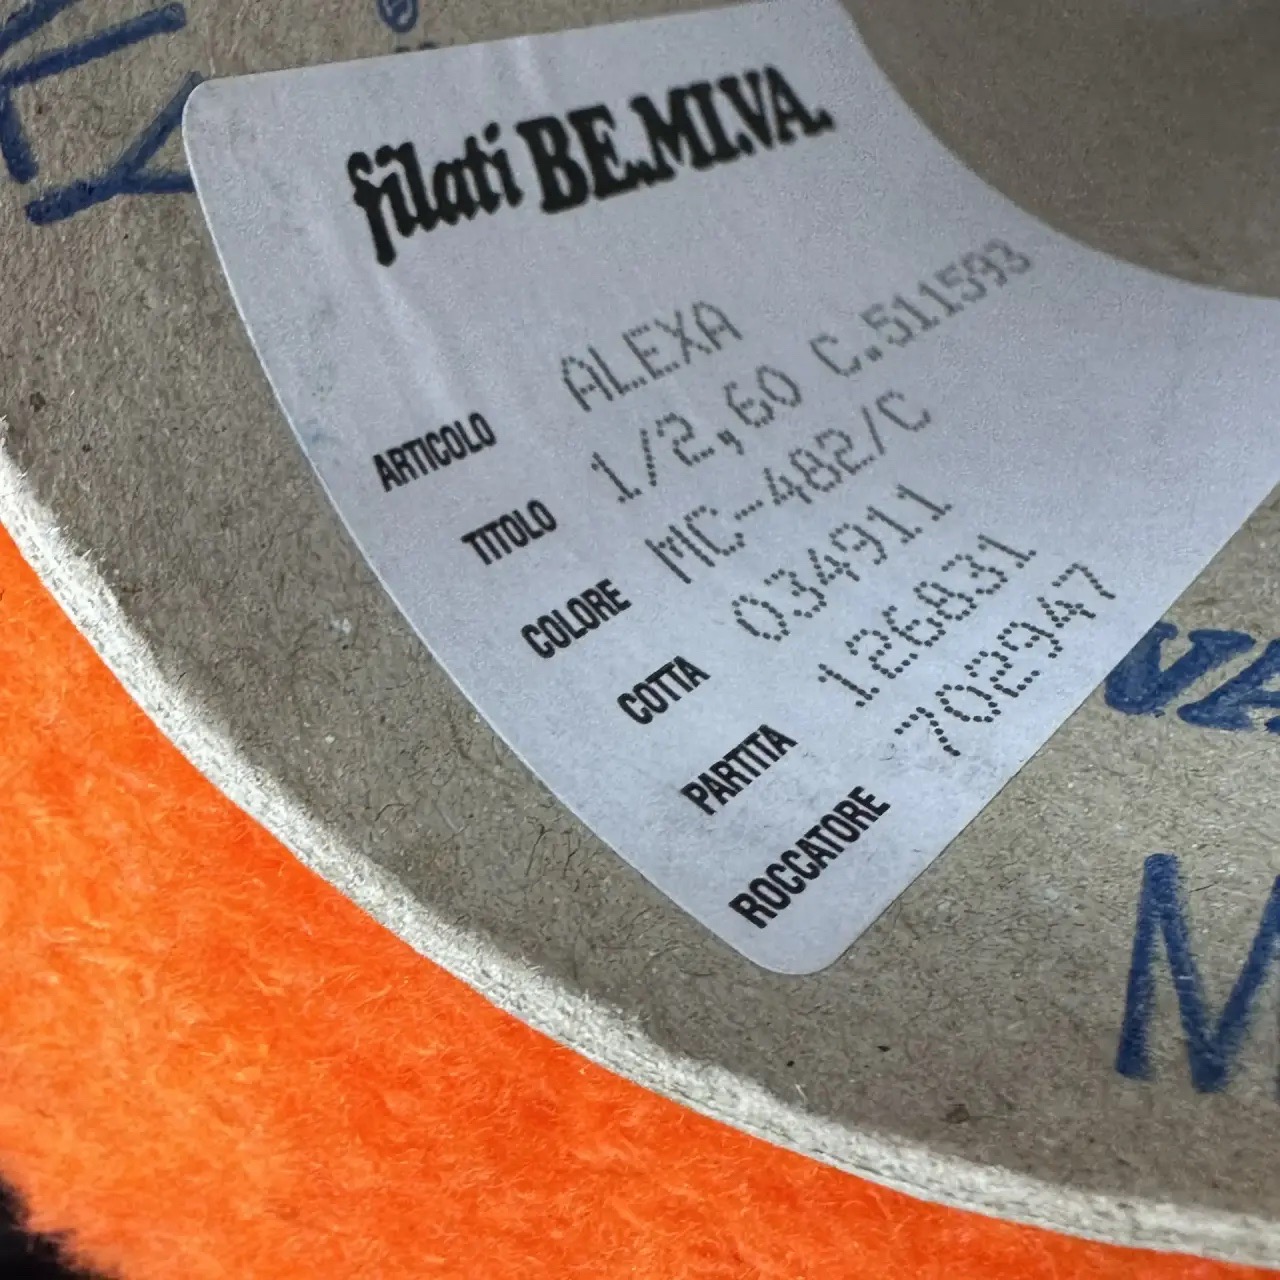 filati BE.MI.VA.
ARTICOLO ALEXA
TITOLO 1/2,60 C.511593
COLORE MC-482/C
COTTA 034911
PARTITA 126831
ROCCATORE 702947
VA
M